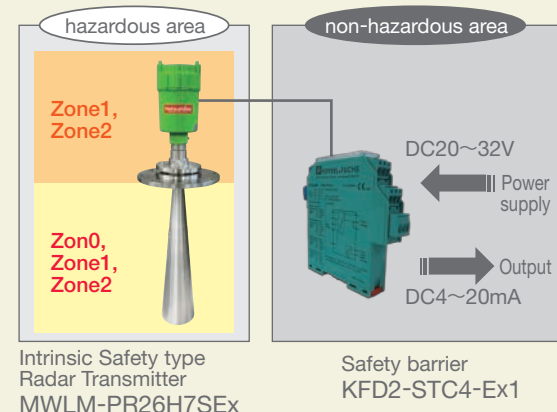 hazardous area
non-hazardous area
Zone1,
Zone2
Zon0,
Zone1,
Zone2
DC20～32V
Power
supply
Output
DC4～20mA
Intrinsic Safety type
Radar Transmitter
MWLM-PR26H7SEx
Safety barrier
KFD2-STC4-Ex1